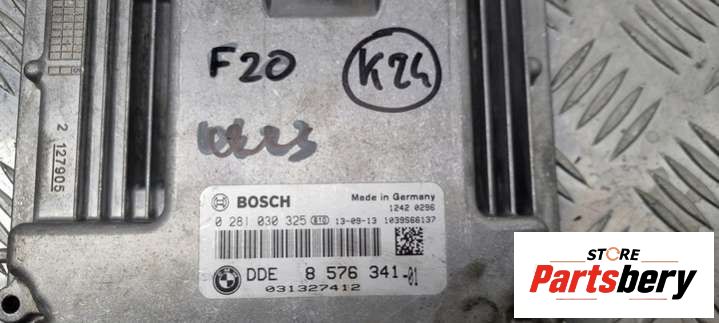 F20
K24
2 127905
BOSCH
Made in Germany
1242 0296
0 281 030 325 13-09-13 1039S66137
DDE 8 576 341-01
031327412
STORE
Partsbery